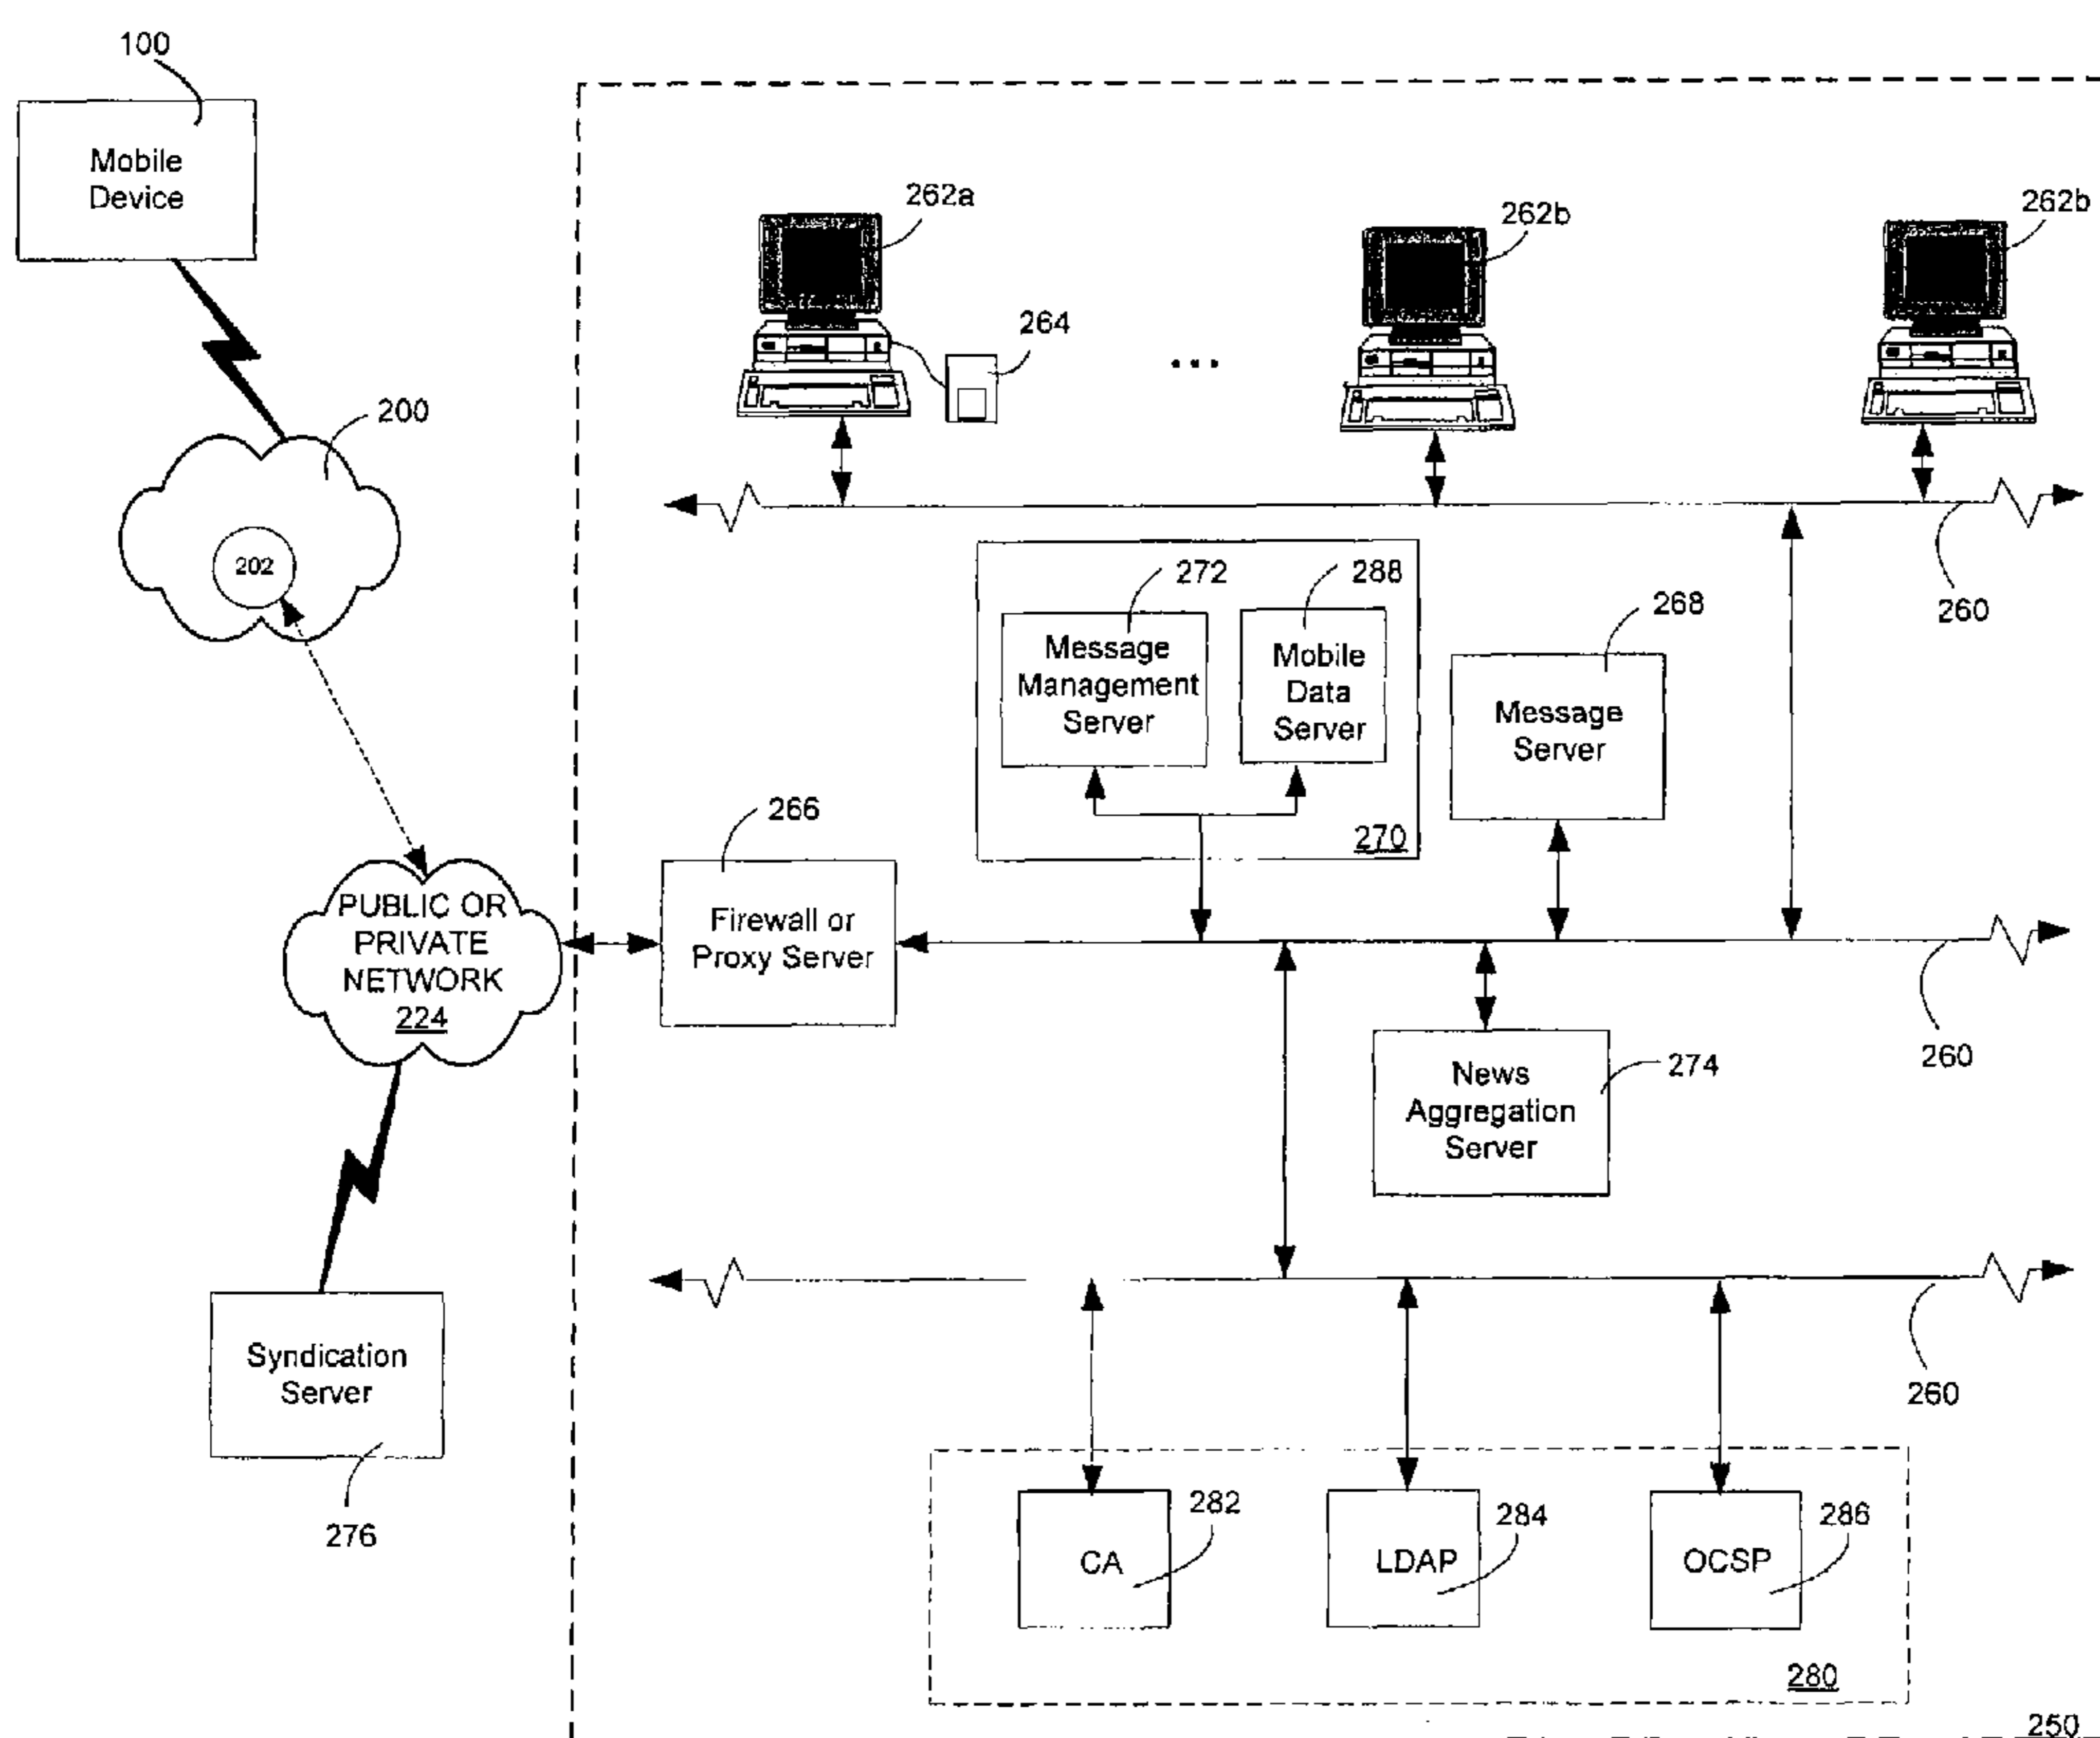 100
Mobile
Device
262a
262b
262b
264
...
200
202
260
272
288
268
Message
Management
Server
Mobile
Data
Server
Message
Server
270
266
Firewall or
Proxy Server
PUBLIC OR
PRIVATE
NETWORK
224
260
News
Aggregation
Server
274
260
Syndication
Server
276
282
284
286
CA
LDAP
OCSP
280
250